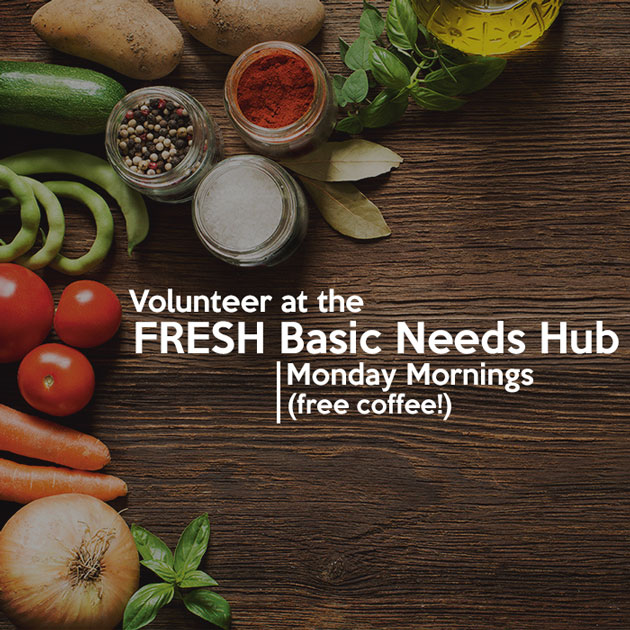 Volunteer at the
FRESH Basic Needs Hub
Monday Mornings
(free coffee!)